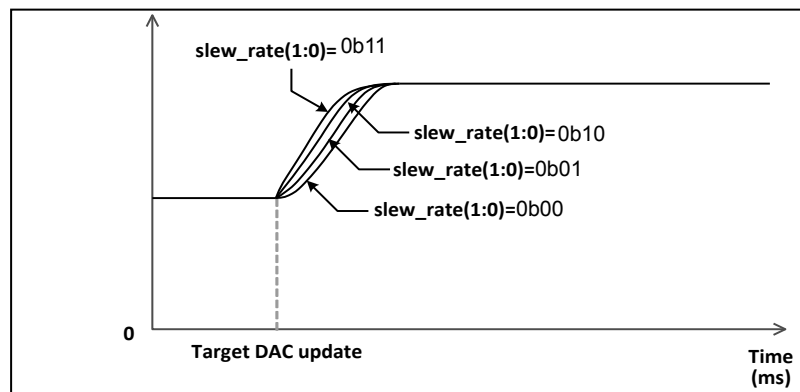 slew_rate(1:0)= 0b11
slew_rate(1:0)=0b10
slew_rate(1:0)=0b01
slew_rate(1:0)=0b00
0
Target DAC update
Time
(ms)